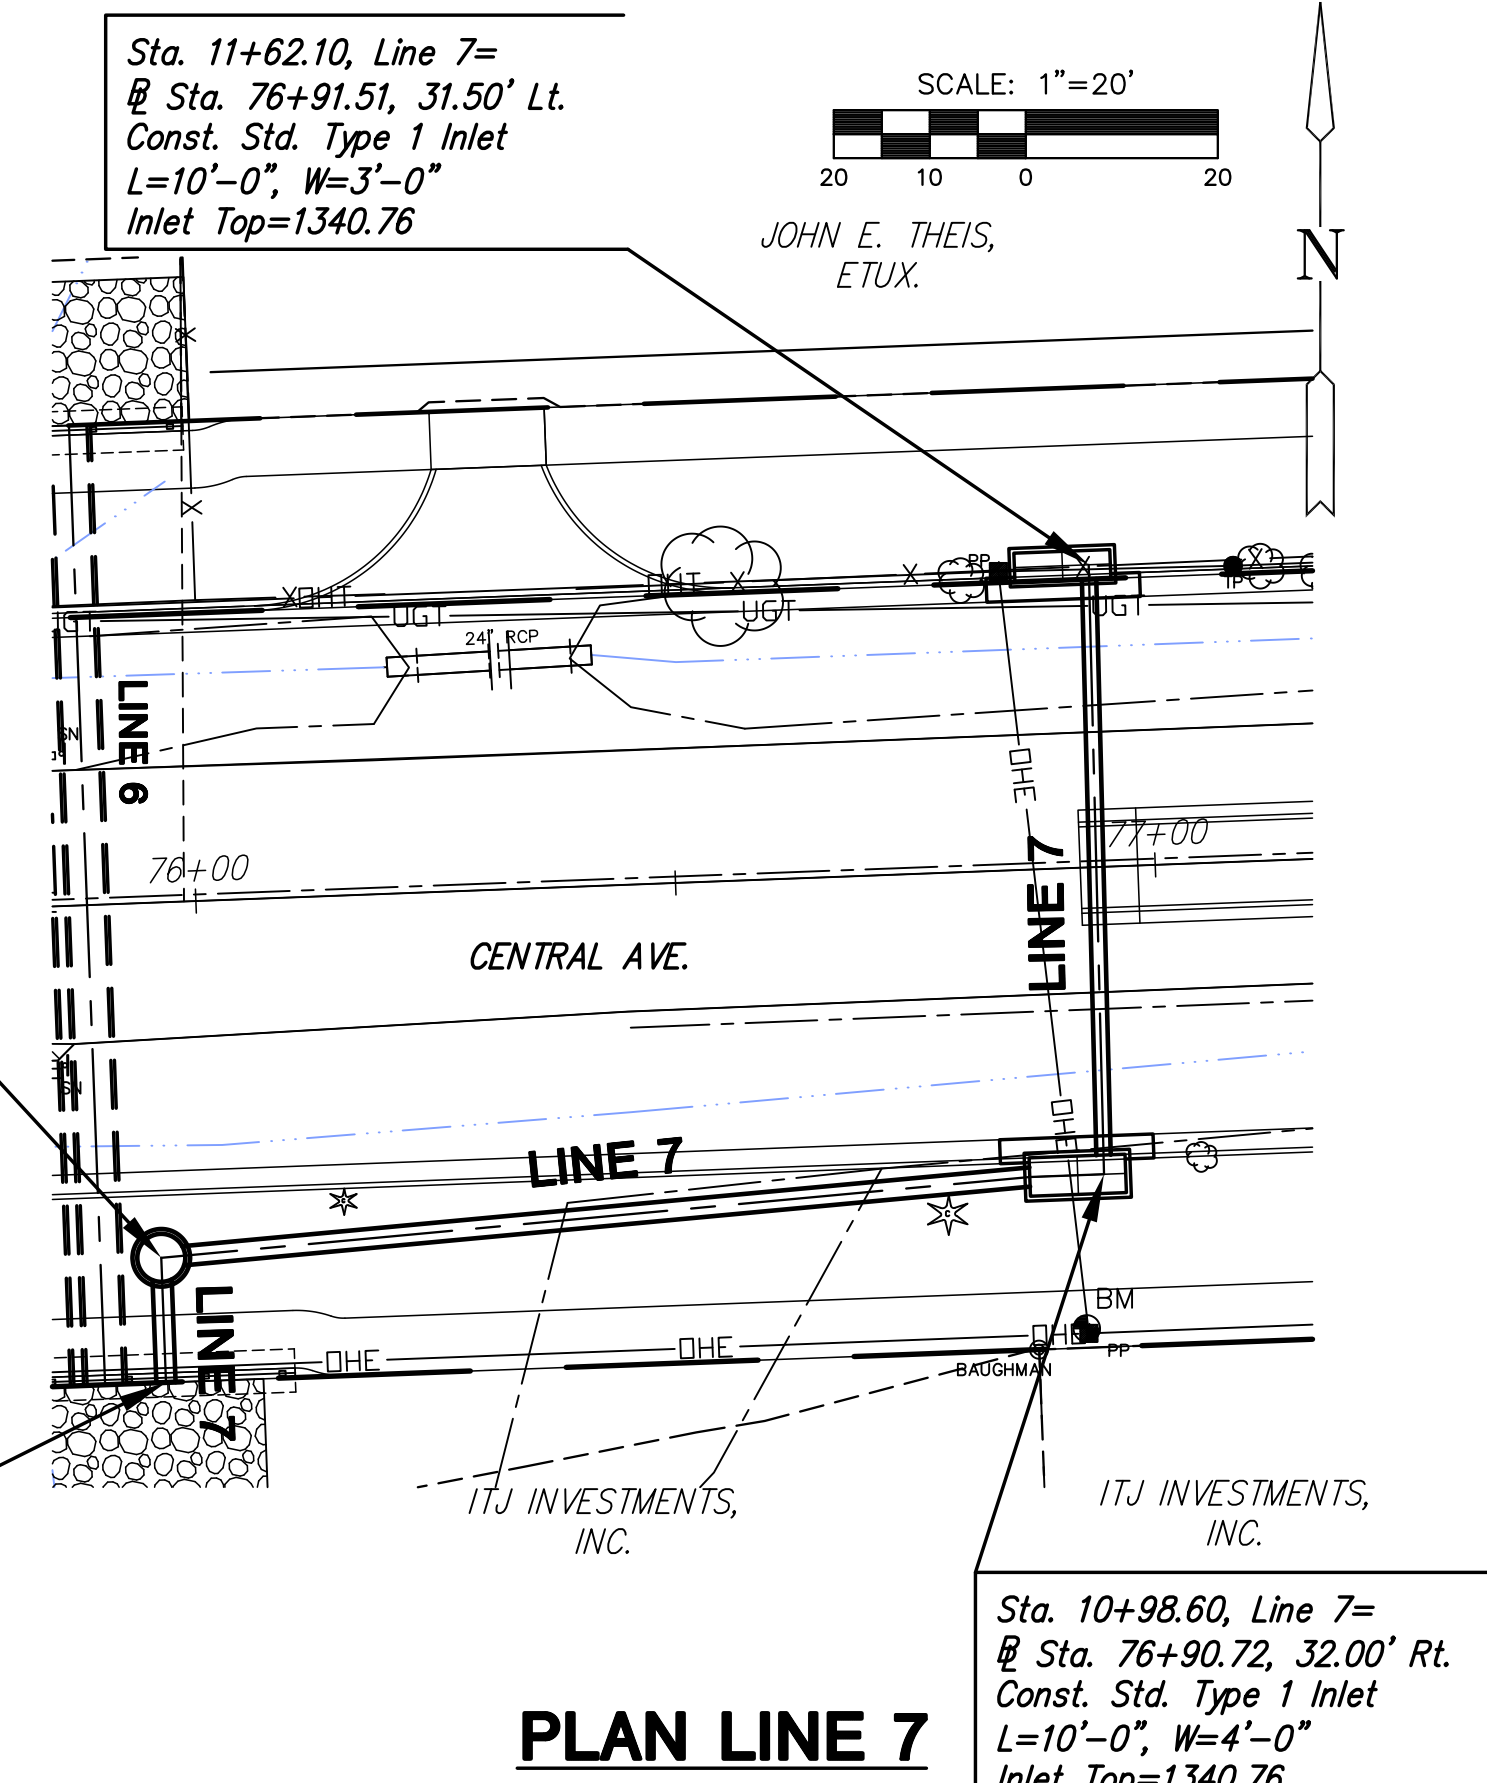 Sta. 11+62.10, Line 7=
℄ Sta. 76+91.51, 31.50' Lt.
Const. Std. Type 1 Inlet
L=10'-0", W=3'-0"
Inlet Top=1340.76
SCALE: 1"=20'
20 10 0 20
JOHN E. THEIS,
ETUX.
N
X
X
PP
X
X
X
X
TP
XOHT
UGT
UGT
UGT
24" RCP
LINE 6
SN
OHE
76+00
77+00
LINE 7
CENTRAL AVE.
SN
LINE 7
C
C
LINE 7
BM
OHE
OHE
OHE
PP
BAUGHMAN
ITJ INVESTMENTS,
INC.
ITJ INVESTMENTS,
INC.
Sta. 10+98.60, Line 7=
℄ Sta. 76+90.72, 32.00' Rt.
Const. Std. Type 1 Inlet
L=10'-0", W=4'-0"
Inlet Top=1340.76
PLAN LINE 7